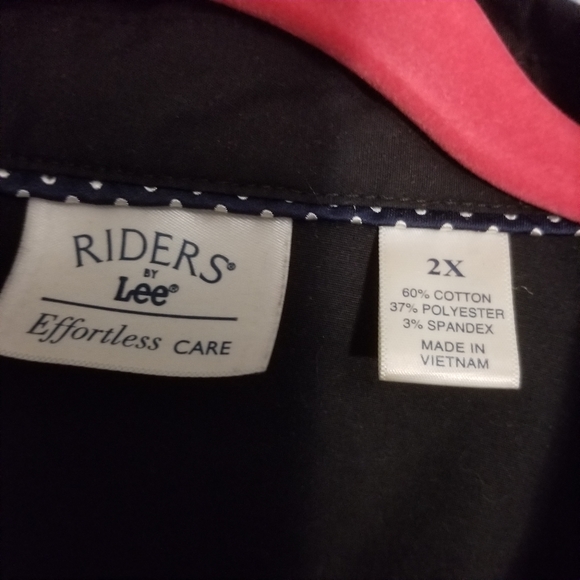 RIDERS®
BY
Lee®
Effortless CARE
2X
60% COTTON
37% POLYESTER
3% SPANDEX
MADE IN
VIETNAM